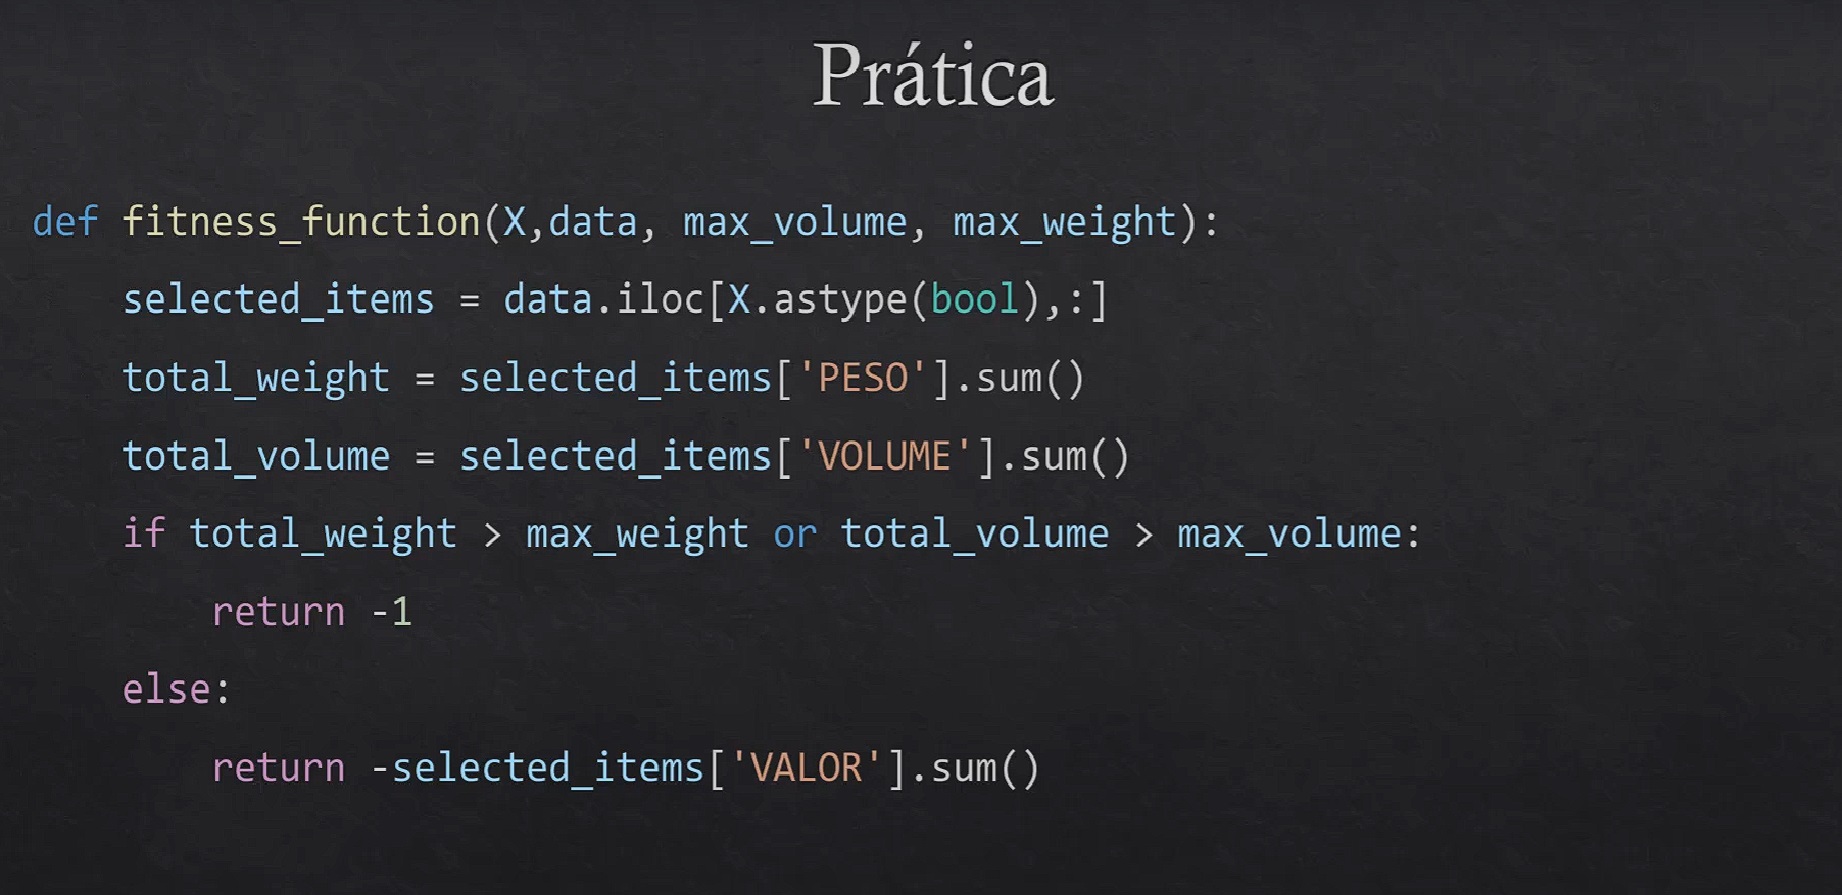 Prática
def fitness_function(X,data, max_volume, max_weight):
    selected_items = data.iloc[X.astype(bool),:]
    total_weight = selected_items['PESO'].sum()
    total_volume = selected_items['VOLUME'].sum()
    if total_weight > max_weight or total_volume > max_volume:
        return -1
    else:
        return -selected_items['VALOR'].sum()